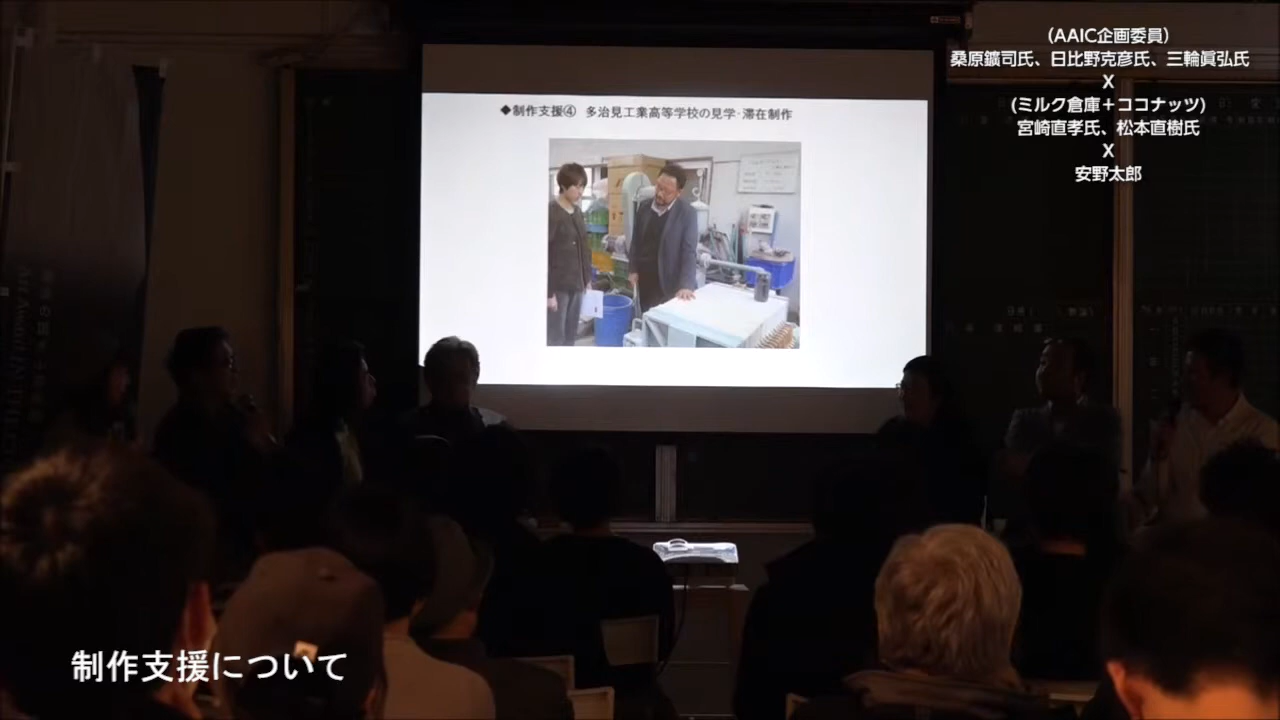 (AAIC企画委員)
桑原鑛司氏、日比野克彦氏、三輪眞弘氏
X
(ミルク倉庫＋ココナッツ)
宮崎直孝氏、松本直樹氏
X
安野太郎
◆制作支援④ 多治見工業高等学校の見学・滞在制作
制作支援について